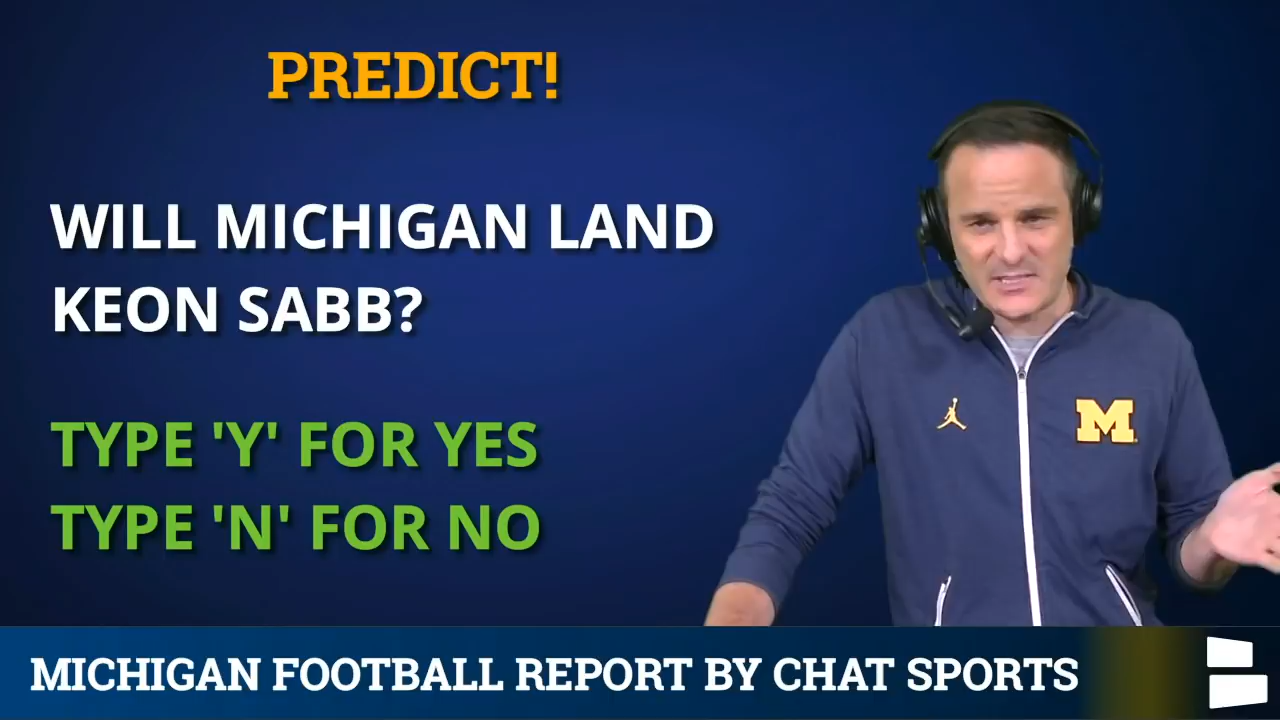 PREDICT!
WILL MICHIGAN LAND
KEON SABB?
TYPE 'Y' FOR YES
TYPE 'N' FOR NO
M
MICHIGAN FOOTBALL REPORT BY CHAT SPORTS